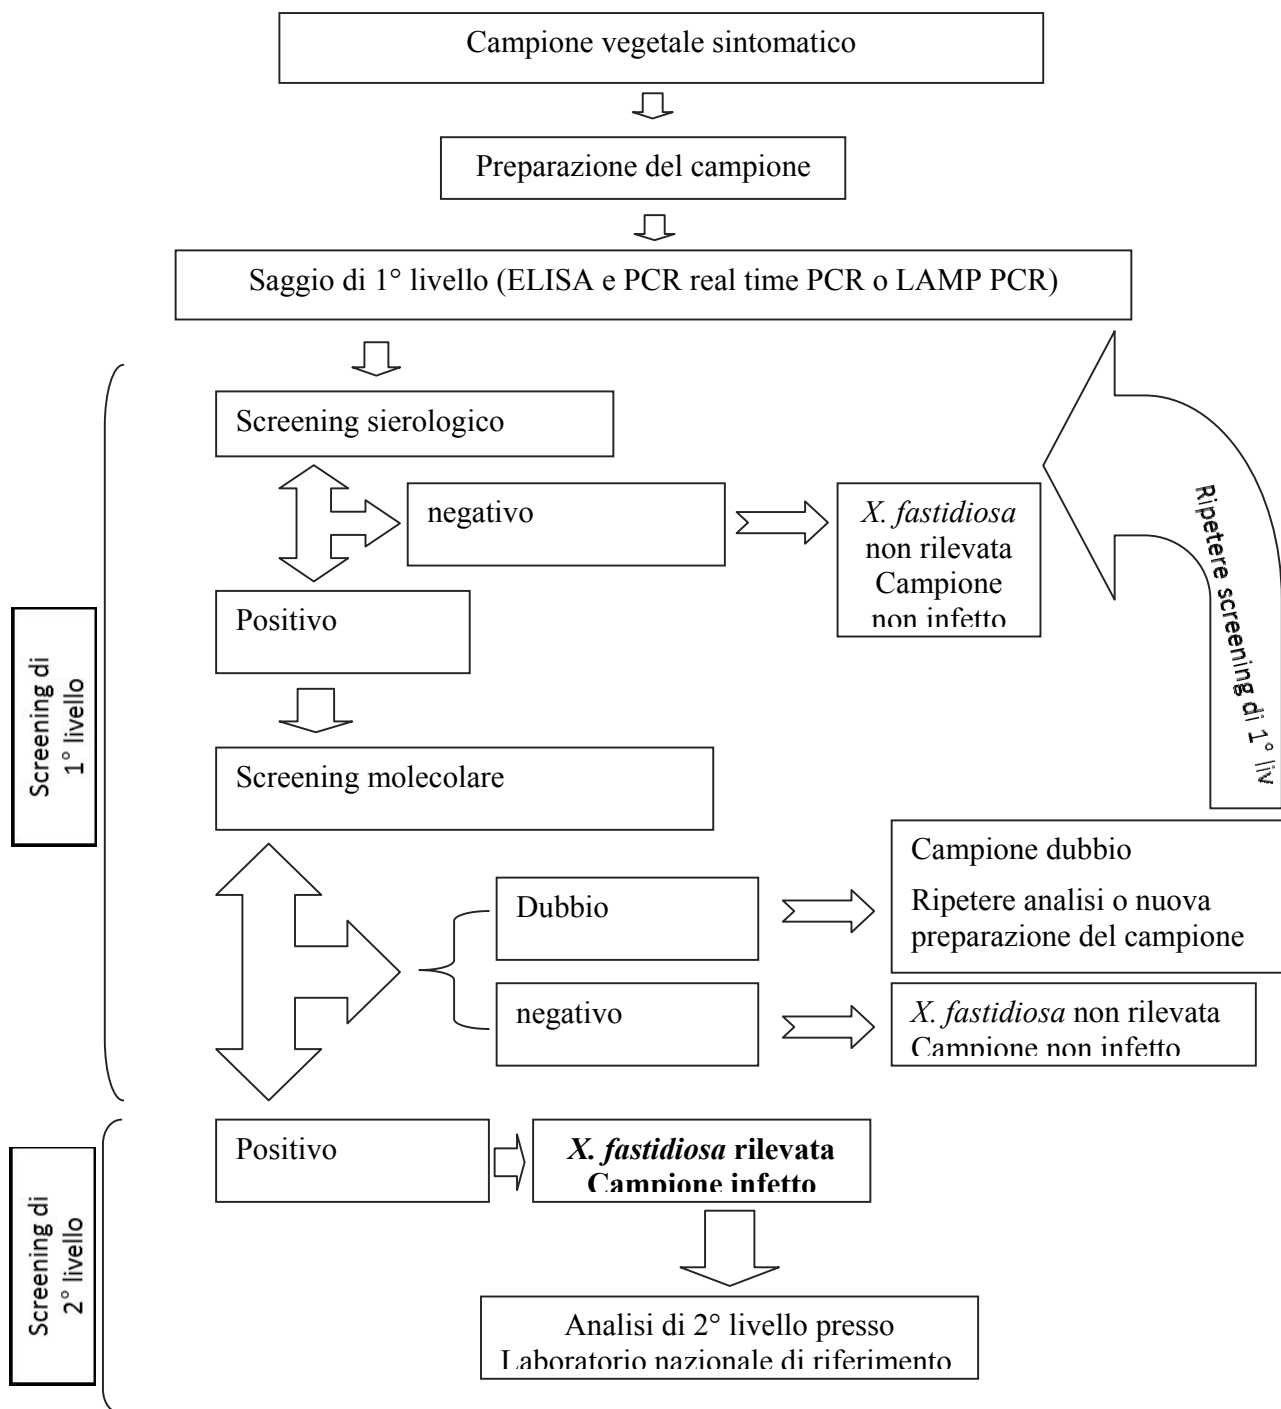 Campione vegetale sintomatico
Preparazione del campione
Saggio di 1° livello (ELISA e PCR real time PCR o LAMP PCR)
Screening sierologico
negativo
X. fastidiosa
non rilevata
Campione
non infetto
Positivo
Ripetere screening di 1° liv
Screening di
1° livello
Screening molecolare
Dubbio
Campione dubbio
Ripetere analisi o nuova
preparazione del campione
negativo
X. fastidiosa non rilevata
Campione non infetto
Positivo
X. fastidiosa rilevata
Campione infetto
Screening di
2° livello
Analisi di 2° livello presso
Laboratorio nazionale di riferimento